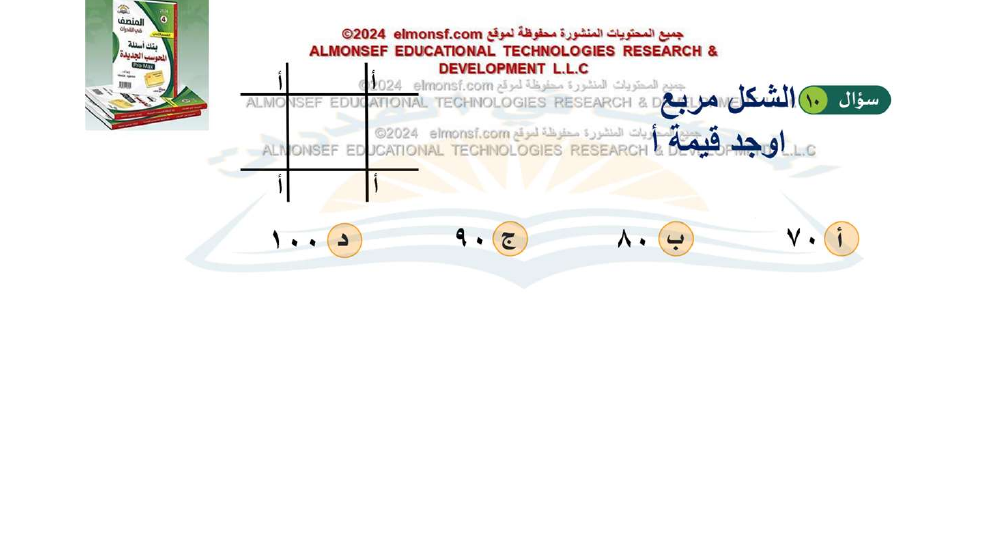 جميع المحتويات المنشورة محفوظة لموقع elmonsf.com ©2024
ALMONSEF EDUCATIONAL TECHNOLOGIES RESEARCH &
DEVELOPMENT L.L.C
جميع المحتويات المنشورة محفوظة لموقع elmonsf.com ©2024
ALMONSEF EDUCATIONAL TECHNOLOGIES RESEARCH & DEVELOPMENT L.L.C
جميع المحتويات المنشورة محفوظة لموقع elmonsf.com ©2024
ALMONSEF EDUCATIONAL TECHNOLOGIES RESEARCH & DEVELOPMENT L.L.C
المنصف
في القدرات
بنك أسئلة
المحوسب الجديدة
سؤال ١٠ الشكل مربع
اوجد قيمة أ
أ أ
أ أ
أ ٧٠ ب ٨٠ ج ٩٠ د ١٠٠